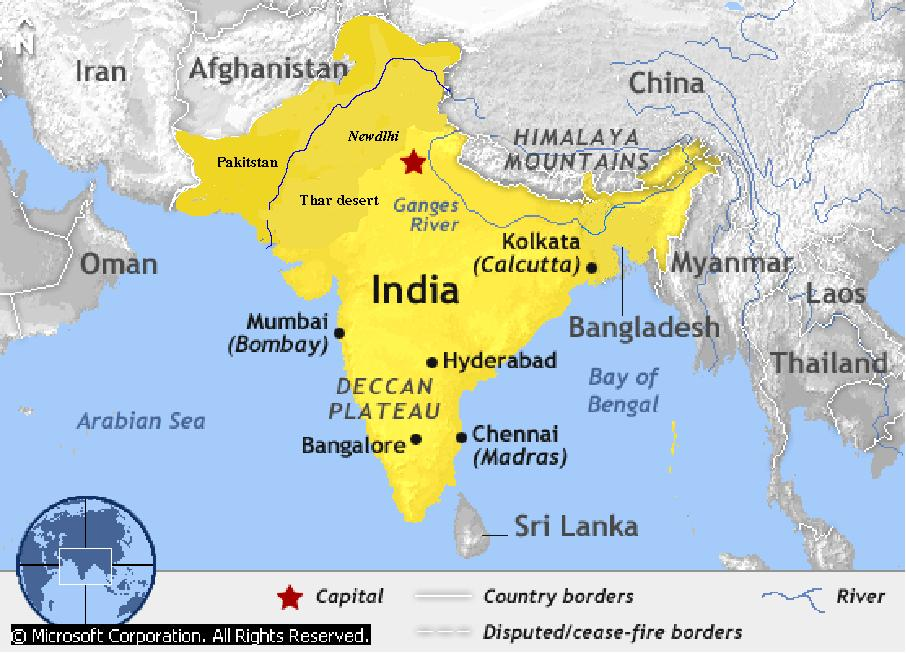 N
Iran
Afghanistan
China
Newdlhi
HIMALAYA
MOUNTAINS
Pakitstan
Thar desert
Ganges
River
Kolkata
(Calcutta)
Oman
Myanmar
India
Laos
Mumbai
(Bombay)
Bangladesh
Hyderabad
Thailand
DECCAN
PLATEAU
Bay of
Bengal
Arabian Sea
Bangalore
Chennai
(Madras)
Sri Lanka
Capital
Country borders
River
Disputed/cease-fire borders
© Microsoft Corporation. All Rights Reserved.